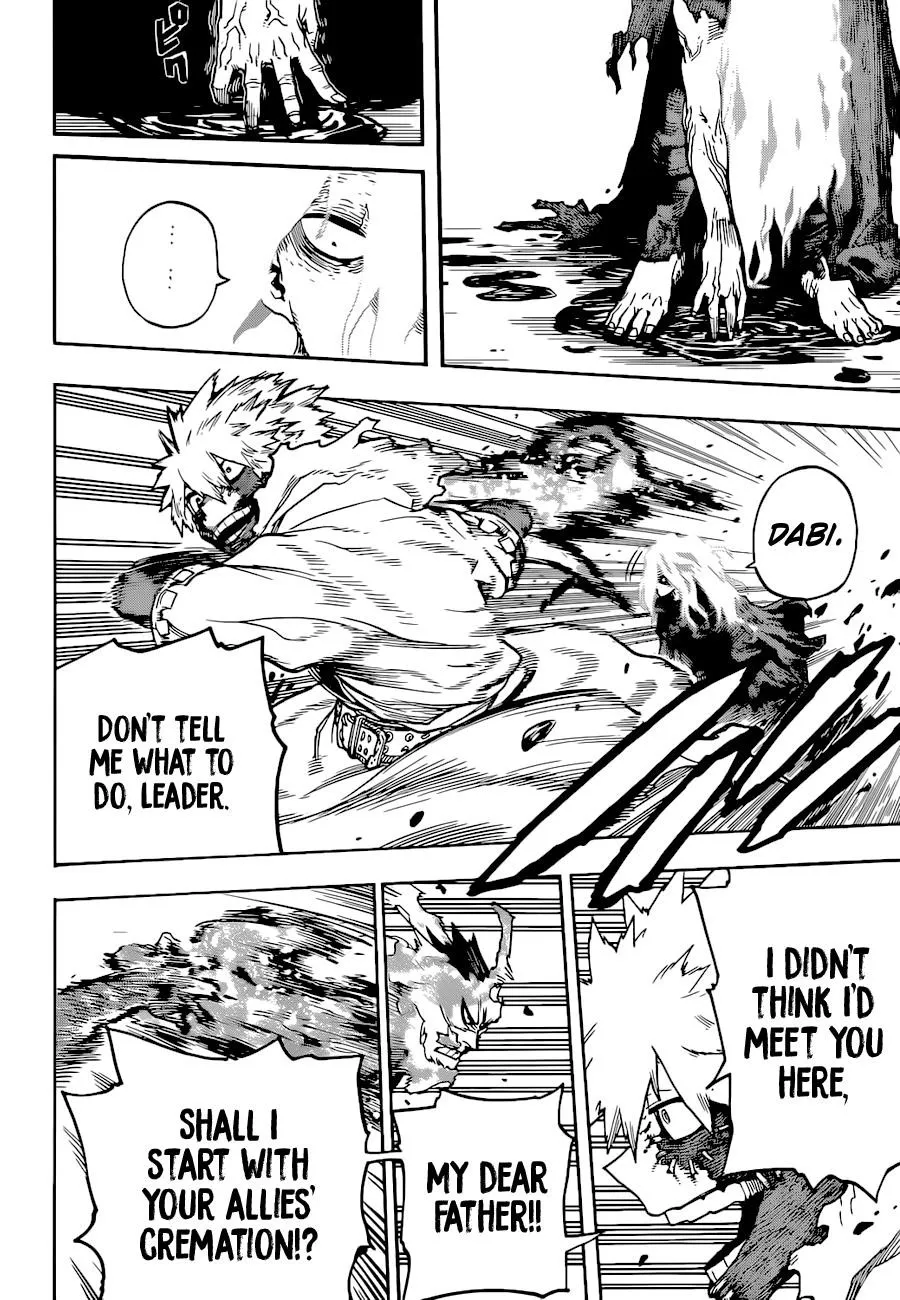 ...
...
DABI.
DON'T TELL
ME WHAT TO
DO, LEADER.
I DIDN'T
THINK I'D
MEET YOU
HERE,
MY DEAR
FATHER!!
SHALL I
START WITH
YOUR ALLIES'
CREMATION!?